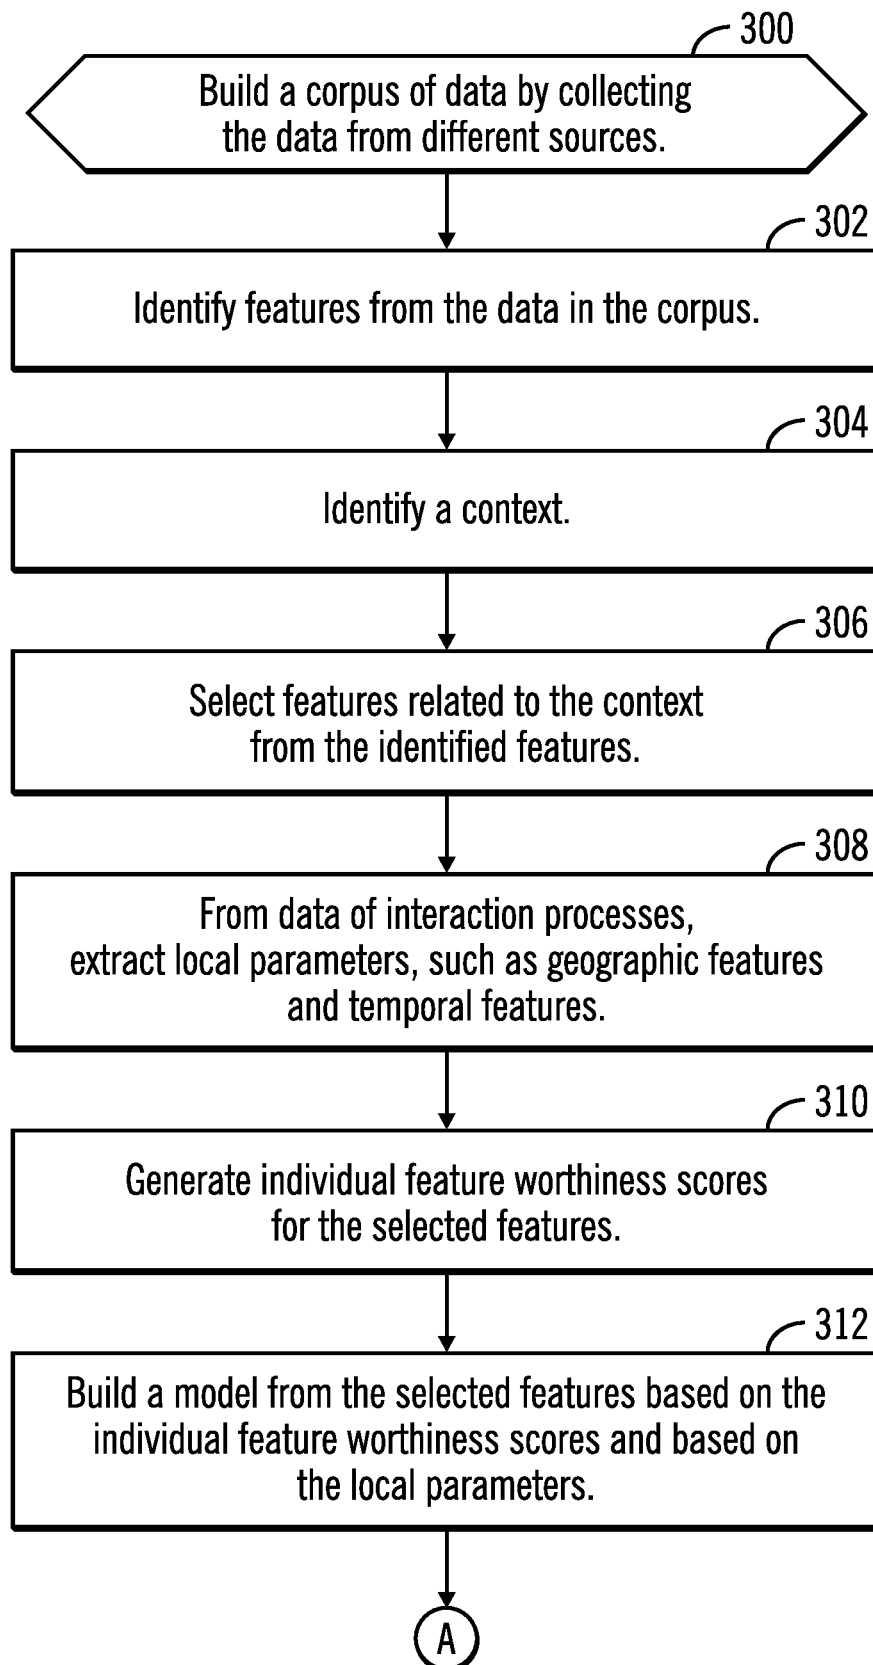 300
Build a corpus of data by collecting
the data from different sources.
302
Identify features from the data in the corpus.
304
Identify a context.
306
Select features related to the context
from the identified features.
308
From data of interaction processes,
extract local parameters, such as geographic features
and temporal features.
310
Generate individual feature worthiness scores
for the selected features.
312
Build a model from the selected features based on the
individual feature worthiness scores and based on
the local parameters.
A